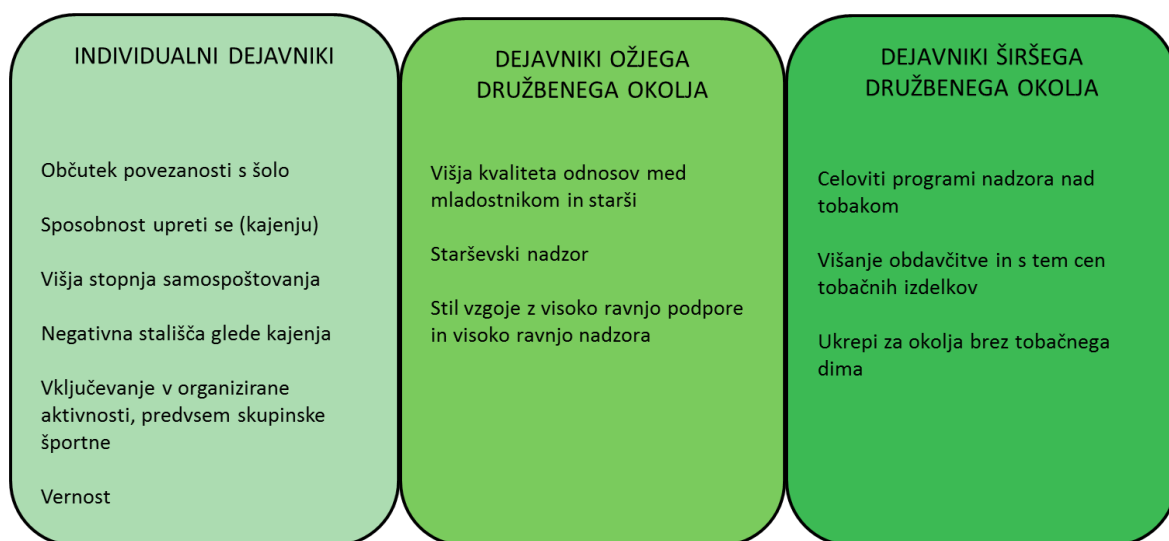 INDIVIDUALNI DEJAVNIKI
Občutek povezanosti s šolo
Sposobnost upreti se (kajenju)
Višja stopnja samospoštovanja
Negativna stališča glede kajenja
Vključevanje v organizirane
aktivnosti, predvsem skupinske
športne
Vernost
DEJAVNIKI OŽJEGA
DRUŽBENEGA OKOLJA
Višja kvaliteta odnosov med
mladostnikom in starši
Starševski nadzor
Stil vzgoje z visoko ravnjo podpore
in visoko ravnjo nadzora
DEJAVNIKI ŠIRŠEGA
DRUŽBENEGA OKOLJA
Celoviti programi nadzora nad
tobakom
Višanje obdavčitve in s tem cen
tobačnih izdelkov
Ukrepi za okolja brez tobačnega
dima